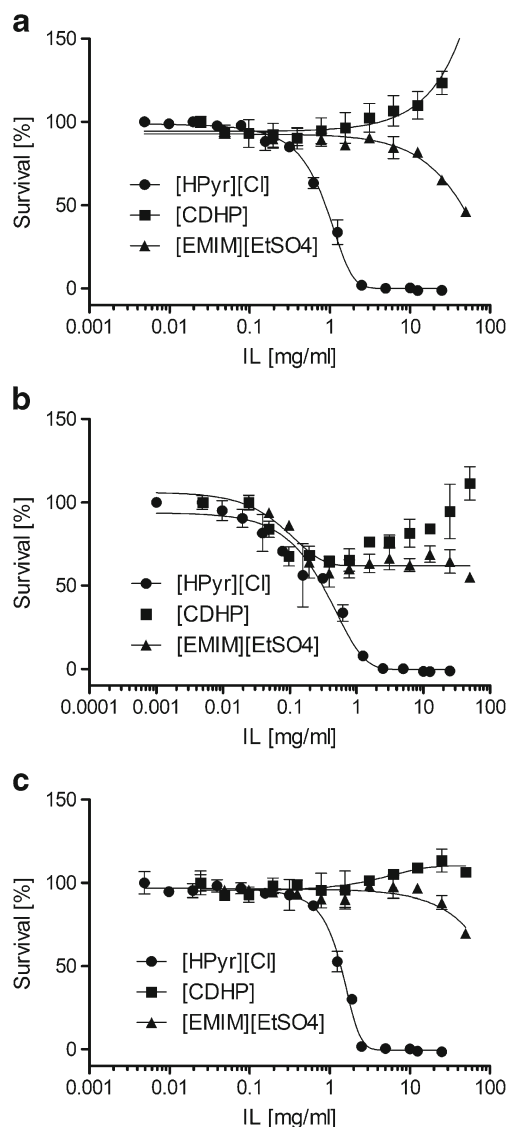 a
150
100
50
0
Survival [%]
[HPyr][Cl]
[CDHP]
[EMIM][EtSO4]
0.001 0.01 0.1 1 10 100
IL [mg/ml]
b
150
100
50
0
Survival [%]
[HPyr][Cl]
[CDHP]
[EMIM][EtSO4]
0.0001 0.001 0.01 0.1 1 10 100
IL [mg/ml]
c
150
100
50
0
Survival [%]
[HPyr][Cl]
[CDHP]
[EMIM][EtSO4]
0.001 0.01 0.1 1 10 100
IL [mg/ml]